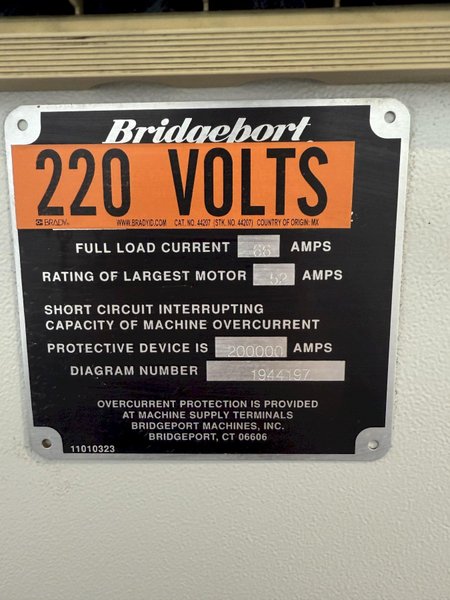 Bridgeport
220 VOLTS
BRADY. WWW.BRADYID.COM CAT. NO. 44207 (STK. NO. 44207) COUNTRY OF ORIGIN: MX
FULL LOAD CURRENT 66 AMPS
RATING OF LARGEST MOTOR 52 AMPS
SHORT CIRCUIT INTERRUPTING
CAPACITY OF MACHINE OVERCURRENT
PROTECTIVE DEVICE IS 200000 AMPS
DIAGRAM NUMBER 1944197
OVERCURRENT PROTECTION IS PROVIDED
AT MACHINE SUPPLY TERMINALS
BRIDGEPORT MACHINES, INC.
BRIDGEPORT, CT 06606
11010323